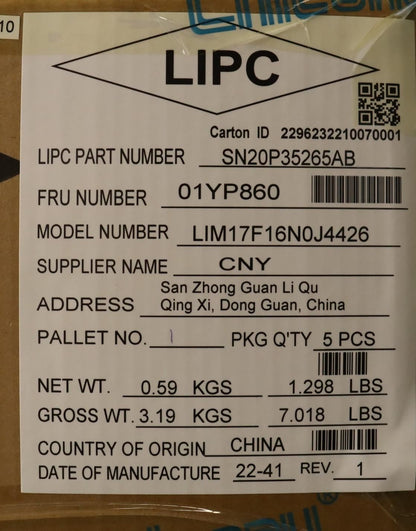 10
LIPC
Carton ID 2296232210070001
LIPC PART NUMBER SN20P35265AB
FRU NUMBER 01YP860
MODEL NUMBER LIM17F16N0J4426
SUPPLIER NAME CNY
San Zhong Guan Li Qu
ADDRESS Qing Xi, Dong Guan, China
PALLET NO. 1 PKG Q'TY 5 PCS
NET WT. 0.59 KGS 1.298 LBS
GROSS WT. 3.19 KGS 7.018 LBS
COUNTRY OF ORIGIN CHINA
DATE OF MANUFACTURE 22-41 REV. 1
®